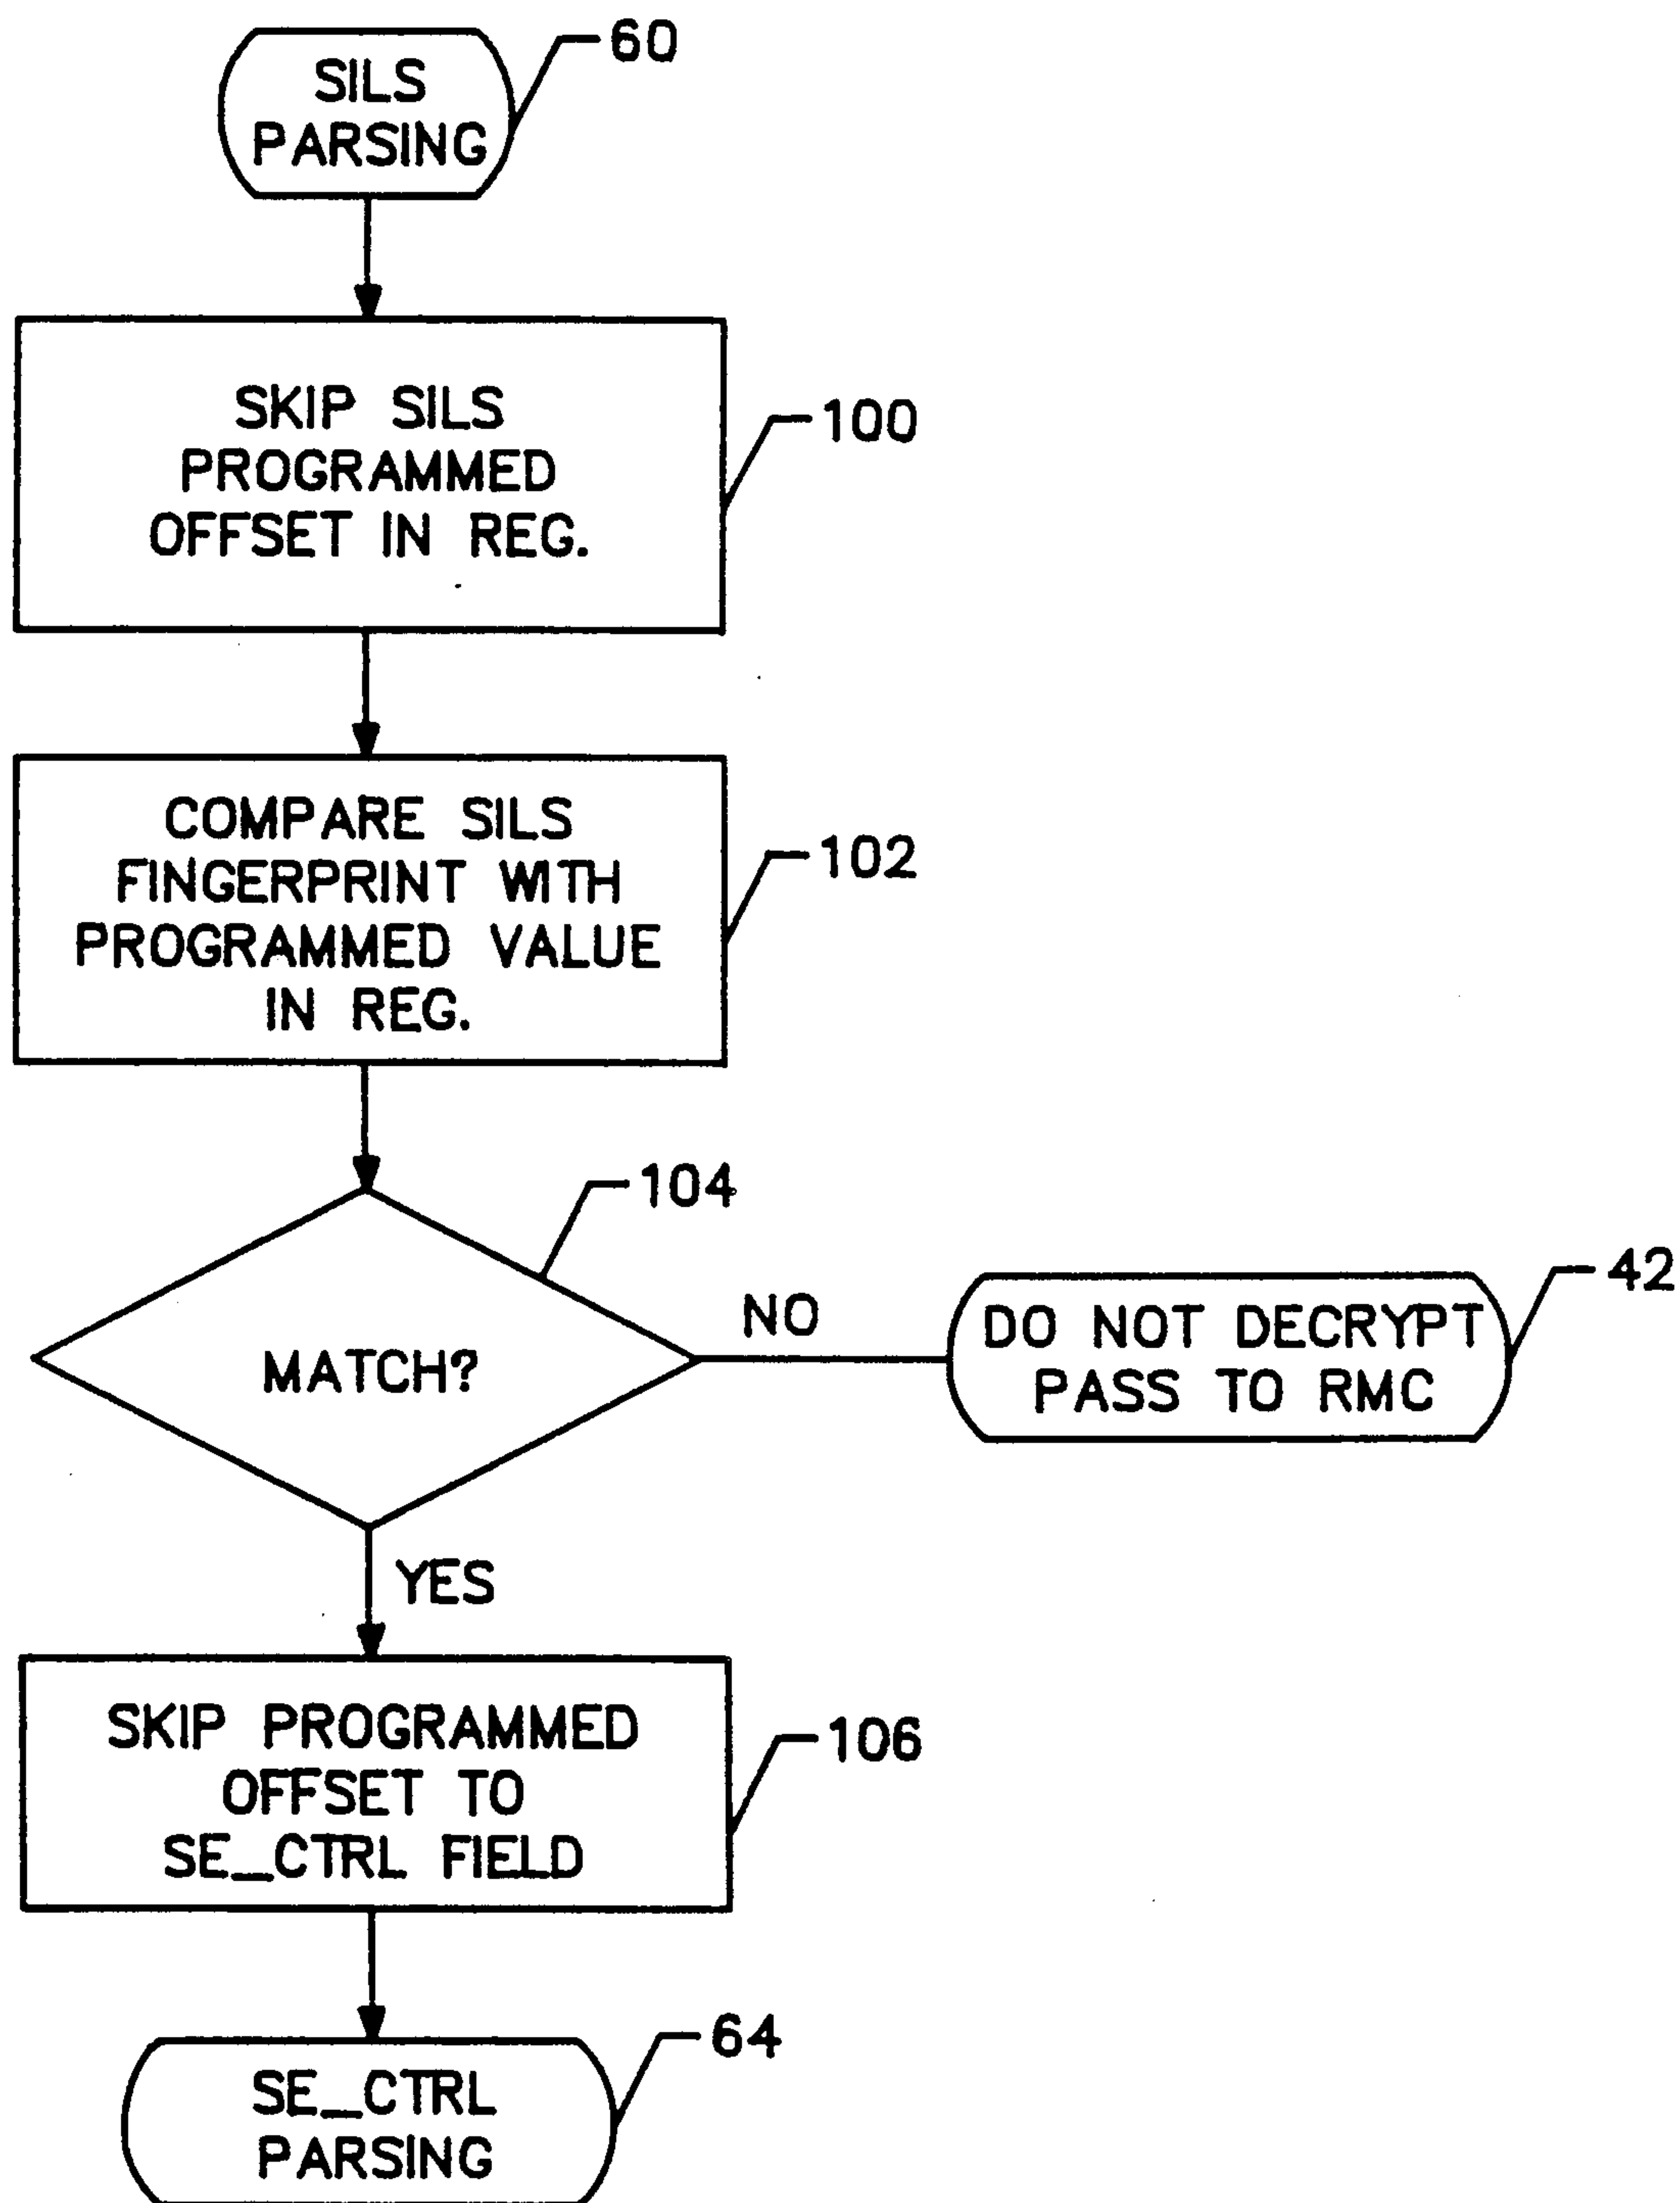 SILS
PARSING
60
SKIP SILS
PROGRAMMED
OFFSET IN REG.
100
COMPARE SILS
FINGERPRINT WITH
PROGRAMMED VALUE
IN REG.
102
MATCH?
104
NO
DO NOT DECRYPT
PASS TO RMC
42
YES
SKIP PROGRAMMED
OFFSET TO
SE_CTRL FIELD
106
SE_CTRL
PARSING
64